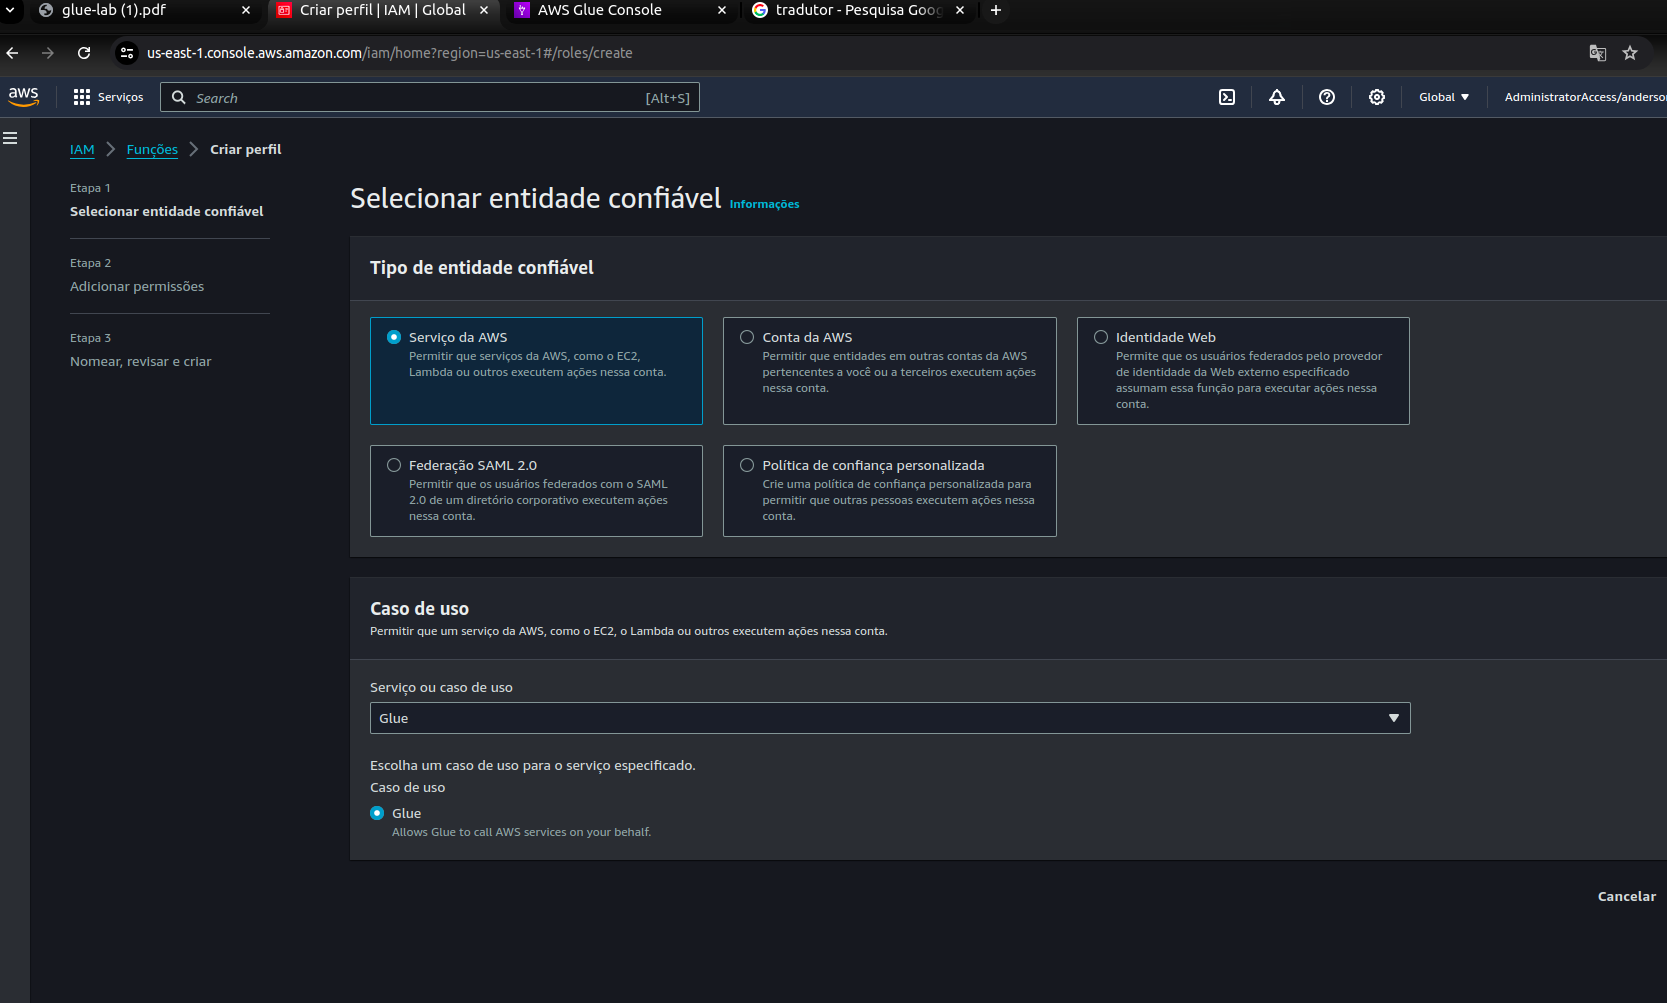 glue-lab (1).pdf
Criar perfil | IAM | Global
AWS Glue Console
tradutor - Pesquisa Goog
us-east-1.console.aws.amazon.com/iam/home?region=us-east-1#/roles/create
aws
Serviços
Search
[Alt+S]
Global
AdministratorAccess/anderson
IAM
Funções
Criar perfil
Etapa 1
Selecionar entidade confiável
Etapa 2
Adicionar permissões
Etapa 3
Nomear, revisar e criar
Selecionar entidade confiável Informações
Tipo de entidade confiável
Serviço da AWS
Permitir que serviços da AWS, como o EC2,
Lambda ou outros executem ações nessa conta.
Conta da AWS
Permitir que entidades em outras contas da AWS
pertencentes a você ou a terceiros executem ações
nessa conta.
Identidade Web
Permite que os usuários federados pelo provedor
de identidade da Web externo especificado
assumam essa função para executar ações nessa
conta.
Federação SAML 2.0
Permitir que os usuários federados com o SAML
2.0 de um diretório corporativo executem ações
nessa conta.
Política de confiança personalizada
Crie uma política de confiança personalizada para
permitir que outras pessoas executem ações nessa
conta.
Caso de uso
Permitir que um serviço da AWS, como o EC2, o Lambda ou outros executem ações nessa conta.
Serviço ou caso de uso
Glue
Escolha um caso de uso para o serviço especificado.
Caso de uso
Glue
Allows Glue to call AWS services on your behalf.
Cancelar